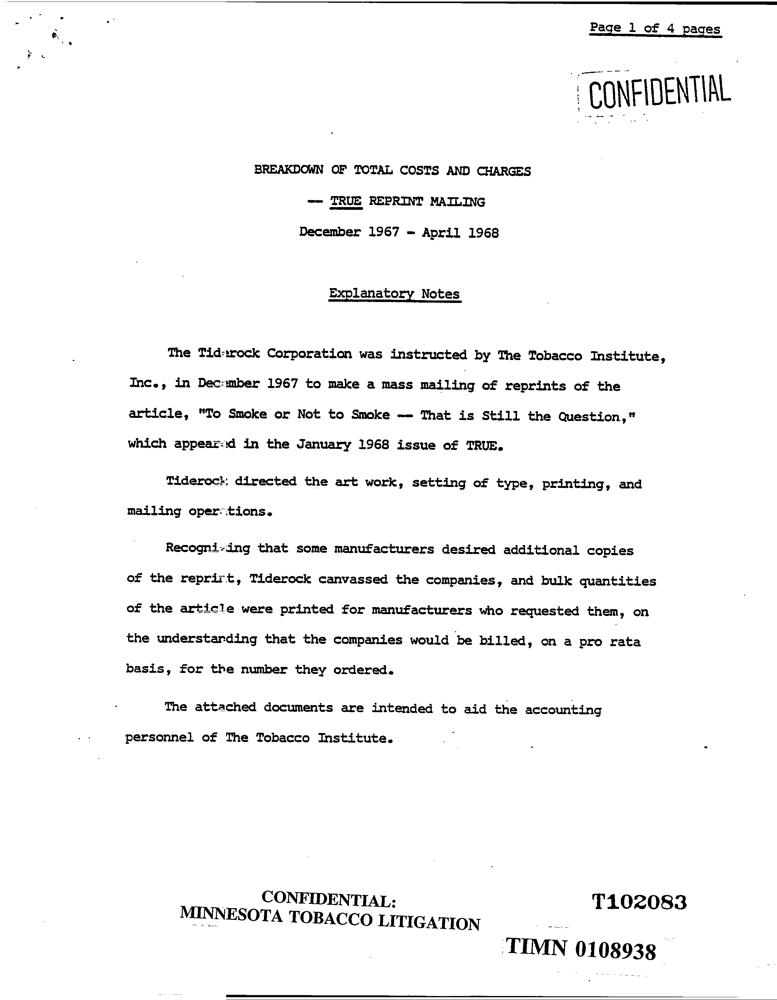 Page 1 of 4 pages
CONFIDENTIAL
BREAKDOWN OF TOTAL COSTS AND CHARGES
-- TRUE REPRINT MAILING
December 1967 - April 1968
Explanatory Notes
The Tiderock Corporation was instructed by The Tobacco Institute,
Inc., in December 1967 to make a mass mailing of reprints of the
article, "To Smoke or Not to Smoke -- That is Still the Question,"
which appeared in the January 1968 issue of TRUE.
Tiderock directed the art work, setting of type, printing, and
mailing operations.
Recognizing that some manufacturers desired additional copies
of the reprint, Tiderock canvassed the companies, and bulk quantities
of the article were printed for manufacturers who requested them, on
the understanding that the companies would be billed, on a pro rata
basis, for the number they ordered.
The attached documents are intended to aid the accounting
personnel of The Tobacco Institute.
CONFIDENTIAL:
MINNESOTA TOBACCO LITIGATION
T102083
TIMN 0108938